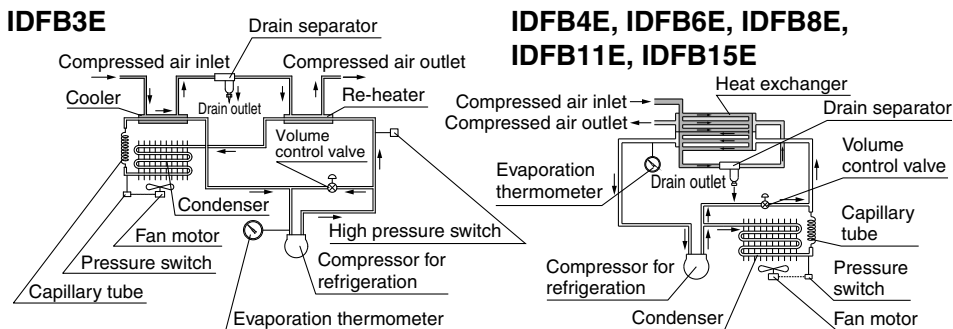 IDFB3E
Drain separator
Compressed air inlet
Compressed air outlet
Cooler
Drain outlet
Re-heater
Volume
control valve
Condenser
Fan motor
High pressure switch
Pressure switch
Compressor for
refrigeration
Capillary tube
Evaporation thermometer
IDFB4E, IDFB6E, IDFB8E,
IDFB11E, IDFB15E
Heat exchanger
Compressed air inlet
Compressed air outlet
Drain separator
Evaporation
thermometer
Drain outlet
Volume
control valve
Capillary
tube
Compressor for
refrigeration
Pressure
switch
Condenser
Fan motor